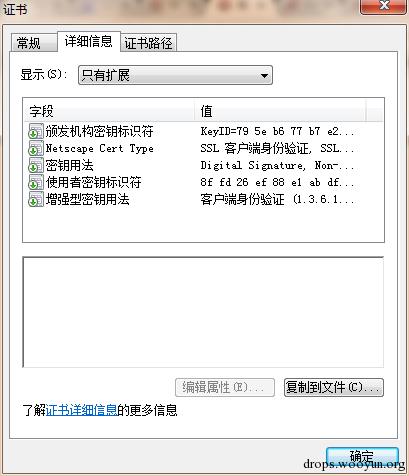 证书
常规 详细信息 证书路径
显示(S): 只有扩展
字段 值
颁发机构密钥标识符 KeyID=79 5e b6 77 b7 e2...
Netscape Cert Type SSL 客户端身份验证, SSL...
密钥用法 Digital Signature, Non-...
使用者密钥标识符 8f fd 26 ef 88 e1 ab df...
增强型密钥用法 客户端身份验证 (1.3.6.1...
编辑属性(E)... 复制到文件(C)...
了解证书详细信息的更多信息
确定
drops.wooyun.org